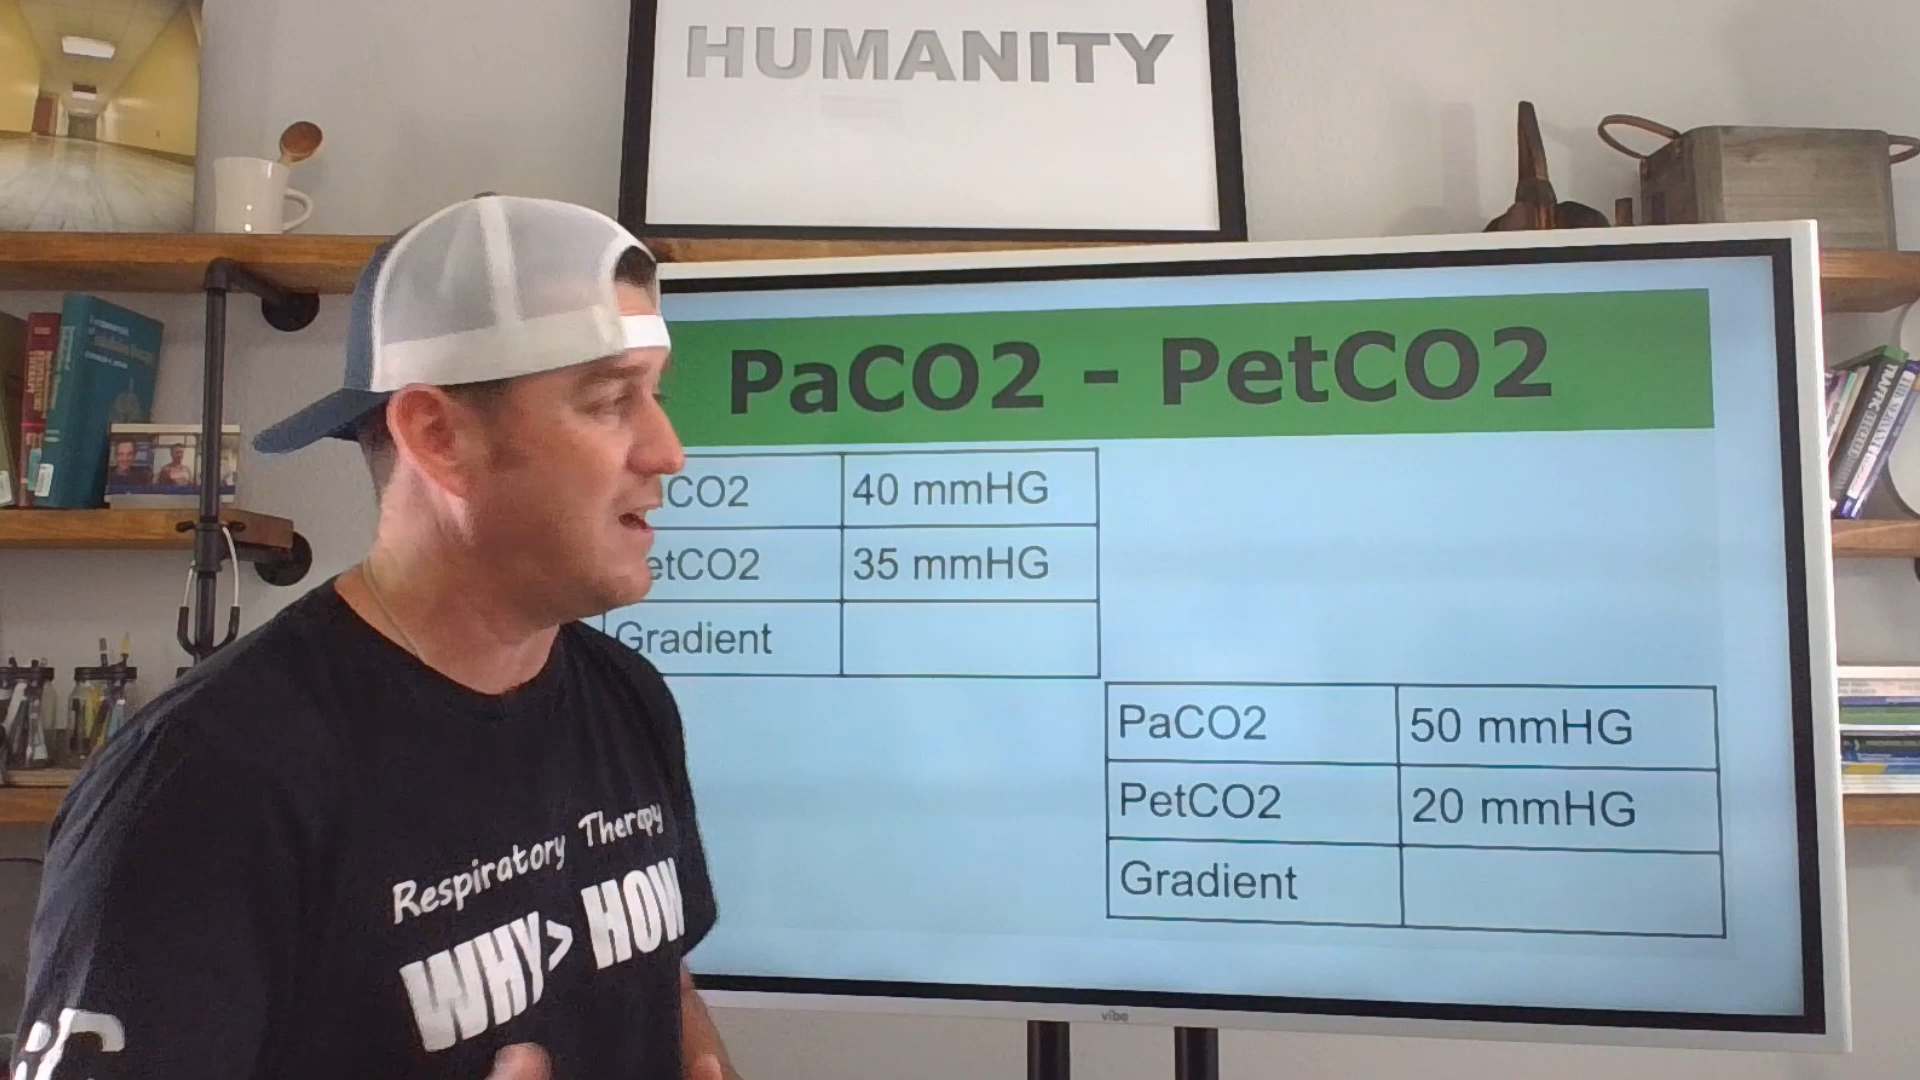 HUMANITY
PaCO2 - PetCO2
CO2 40 mmHG
etCO2 35 mmHG
Gradient
PaCO2 50 mmHG
PetCO2 20 mmHG
Gradient
Respiratory Therapy
WHY> HOW
vibe